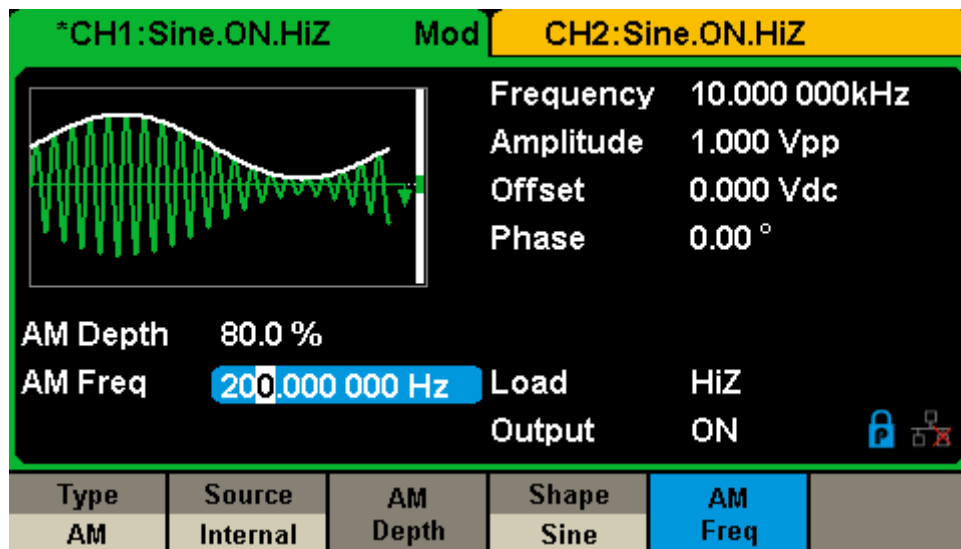 *CH1:Sine.ON.HiZ Mod CH2:Sine.ON.HiZ
Frequency 10.000 000kHz
Amplitude 1.000 Vpp
Offset 0.000 Vdc
Phase 0.00 °
AM Depth 80.0 %
AM Freq 200.000 000 Hz Load HiZ
Output ON P
Type Source AM Shape AM
AM Internal Depth Sine Freq